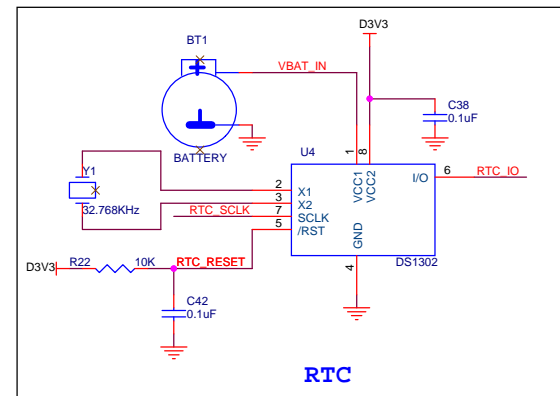 D3V3
BT1
VBAT_IN
C38
0.1uF
BATTERY
U4
1
8
Y1
32.768KHz
2
X1
3
X2
VCC1
VCC2
I/O
6
RTC_IO
RTC_SCLK
7
SCLK
5
/RST
GND
D3V3
R22
10K
RTC_RESET
4
DS1302
C42
0.1uF
RTC